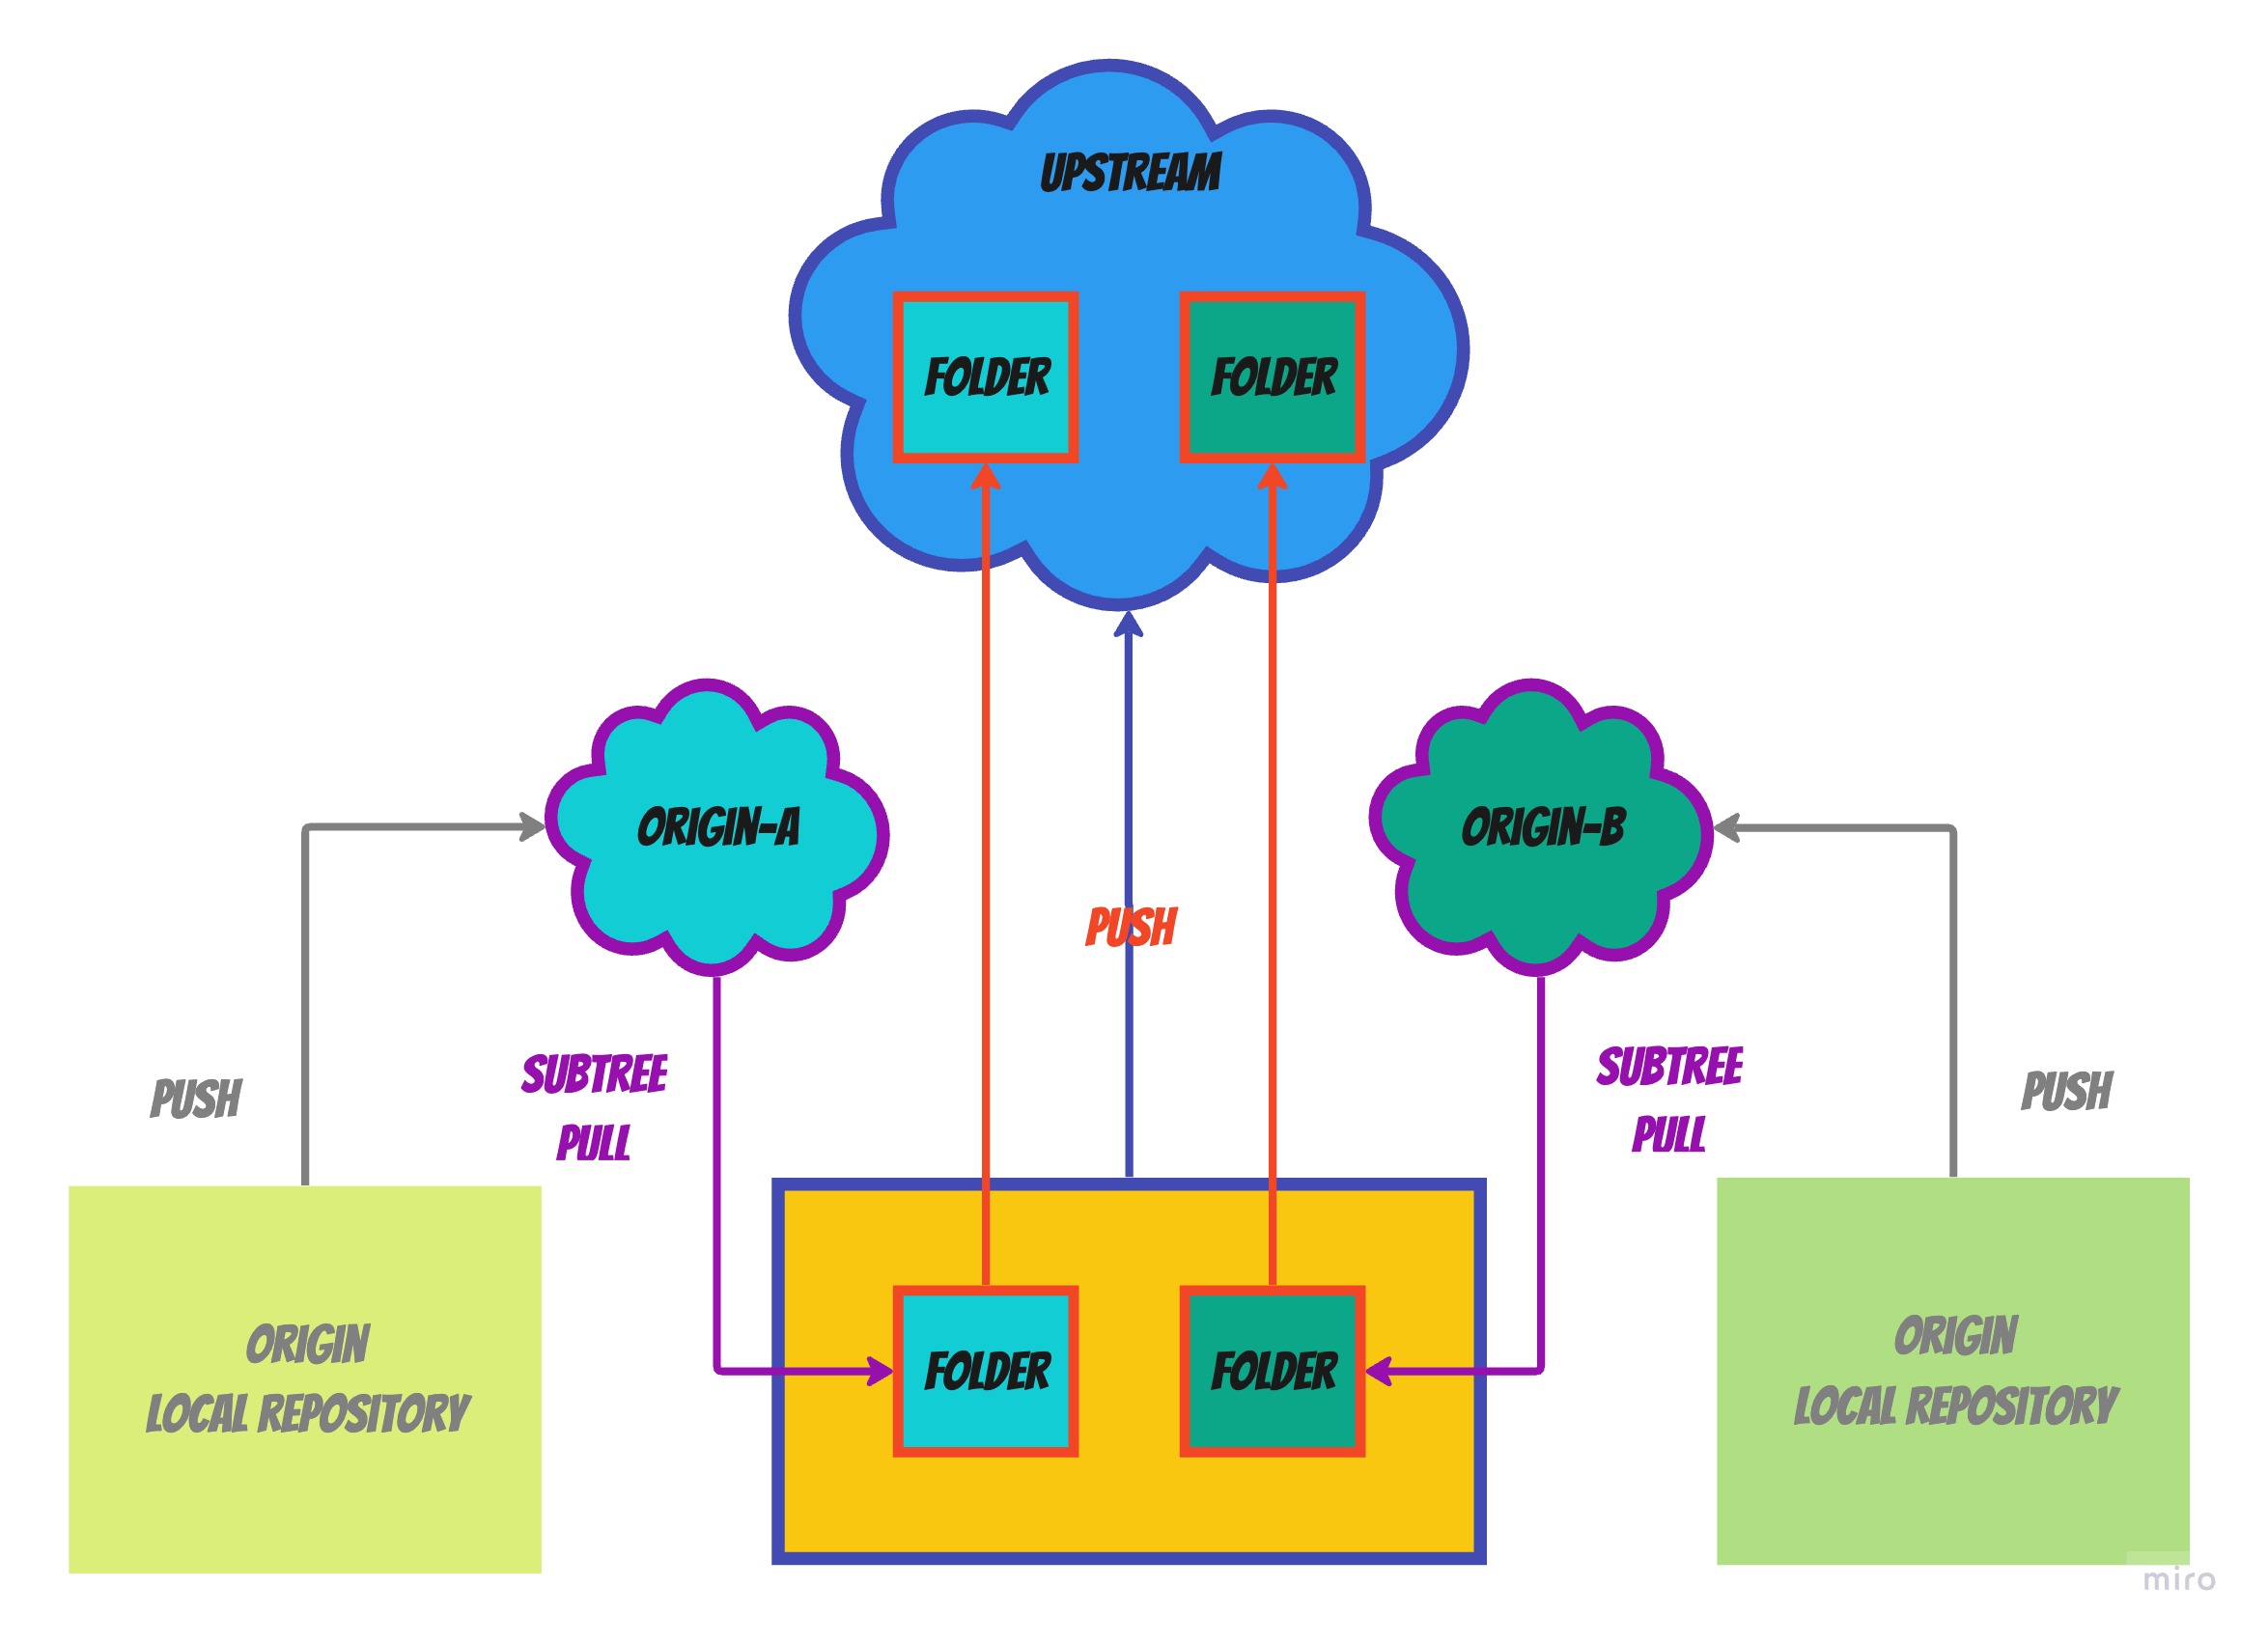 UPSTREAM
FOLDER
FOLDER
ORIGIN-A
ORIGIN-B
PUSH
SUBTREE
PULL
SUBTREE
PULL
PUSH
PUSH
ORIGIN
LOCAL REPOSITORY
FOLDER
FOLDER
ORIGIN
LOCAL REPOSITORY
miro